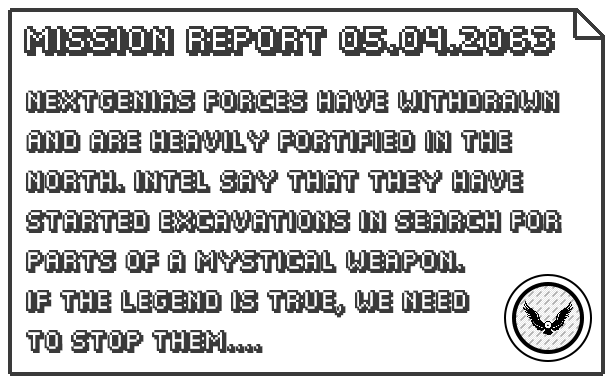 MISSION REPORT 05.04.2063
NEXTGENIAS FORCES HAVE WITHDRAWN
AND ARE HEAVILY FORTIFIED IN THE
NORTH. INTEL SAY THAT THEY HAVE
STARTED EXCAVATIONS IN SEARCH FOR
PARTS OF A MYSTICAL WEAPON.
IF THE LEGEND IS TRUE, WE NEED
TO STOP THEM....